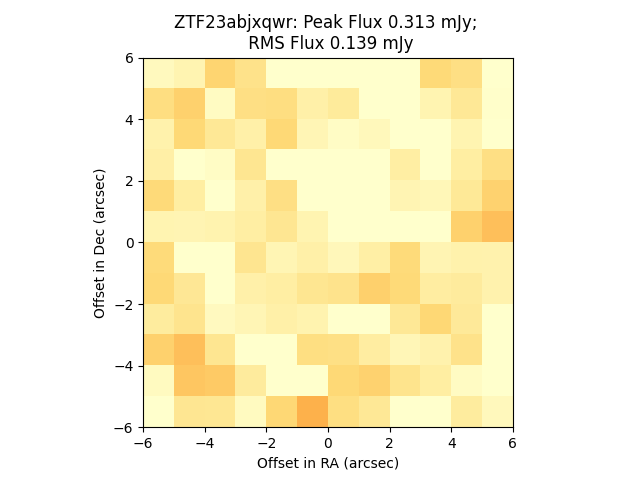 ZTF23abjxqwr: Peak Flux 0.313 mJy;
RMS Flux 0.139 mJy
6
4
2
0
−2
−4
−6
Offset in Dec (arcsec)
−6 −4 −2 0 2 4 6
Offset in RA (arcsec)